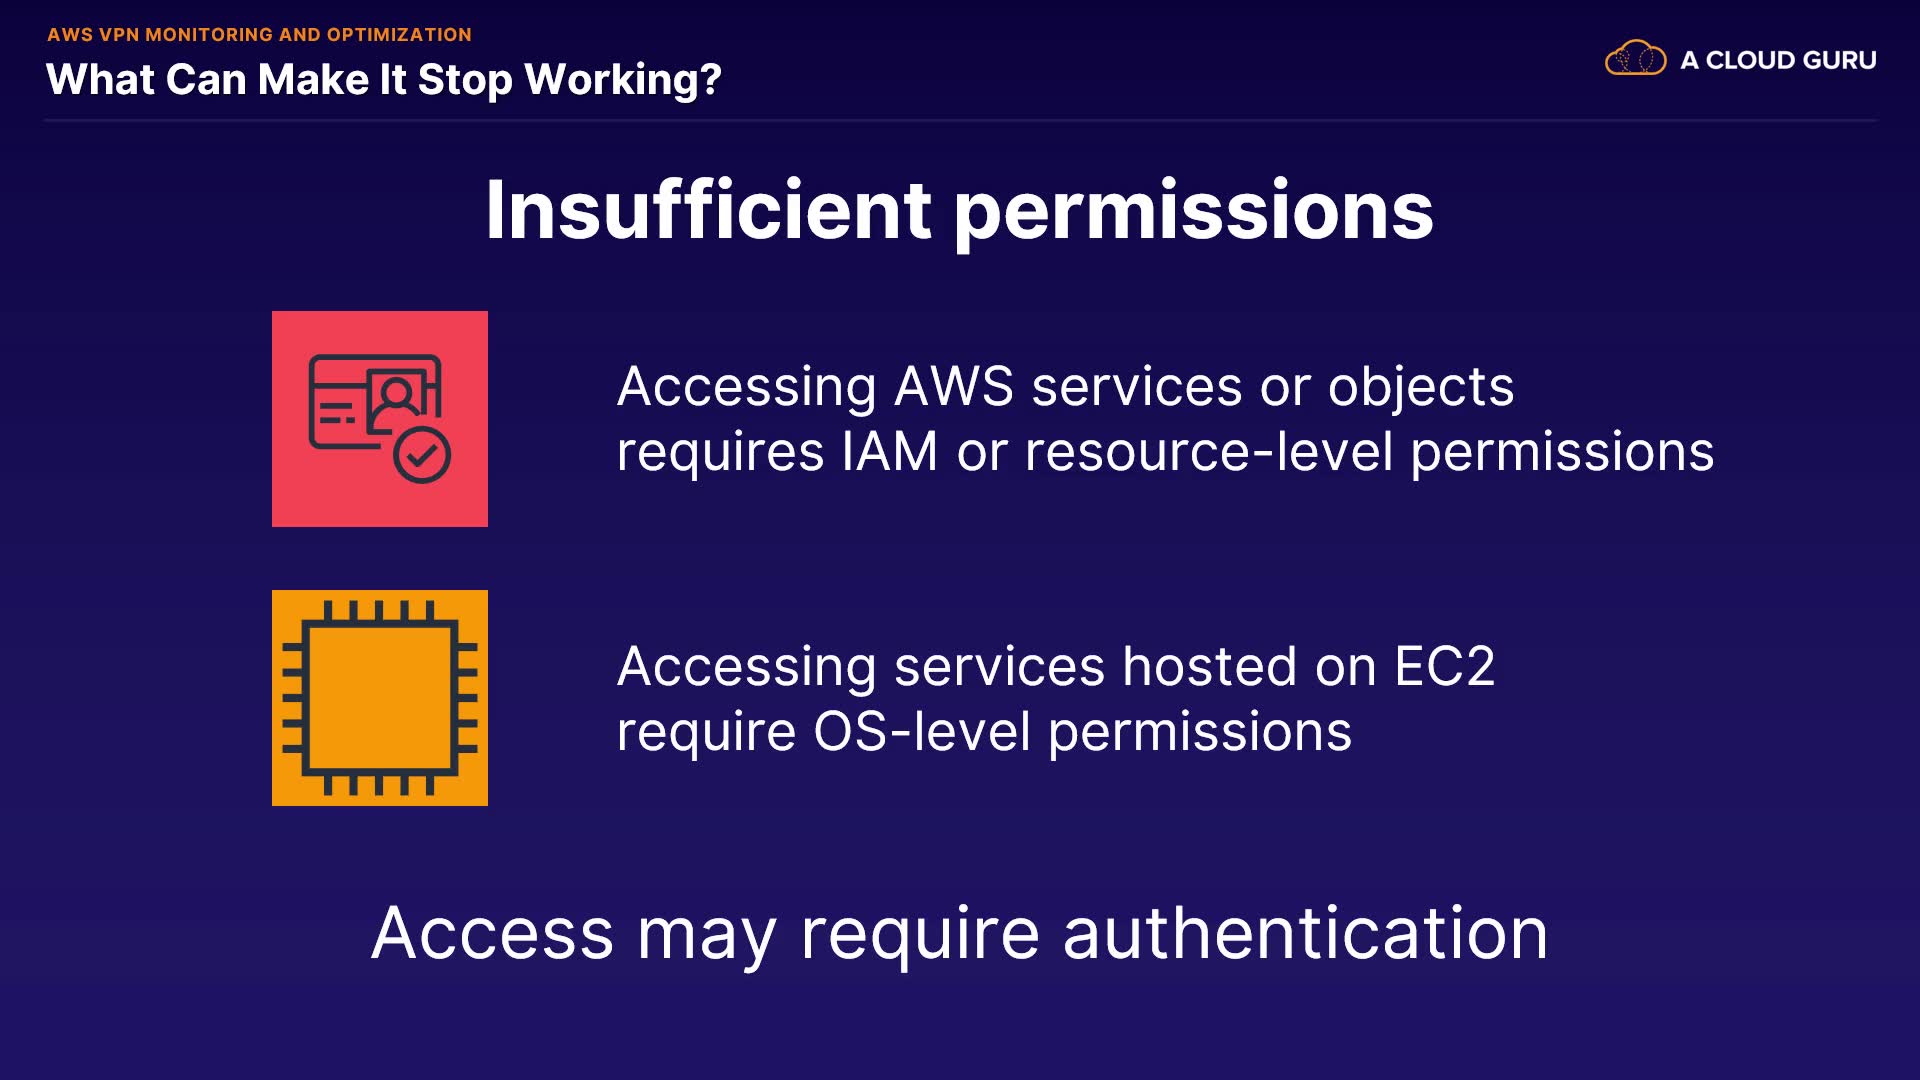 AWS VPN MONITORING AND OPTIMIZATION
What Can Make It Stop Working?
A CLOUD GURU
Insufficient permissions
Accessing AWS services or objects
requires IAM or resource-level permissions
Accessing services hosted on EC2
require OS-level permissions
Access may require authentication